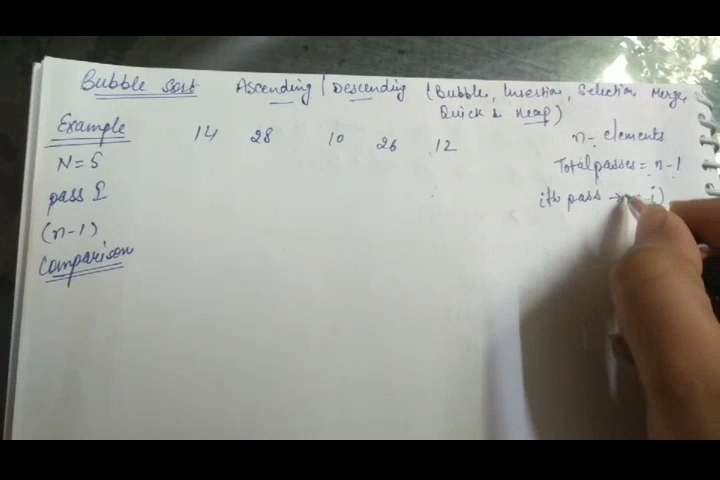 Bubble Sort Ascending / Descending (Bubble, Insertion, Selection, Merge,
Quick & Heap)
Example 14 28 10 26 12 n- elements
N=5 Total passes = n-1
pass 1 ith pass → n-i)
(n-1)
Comparison